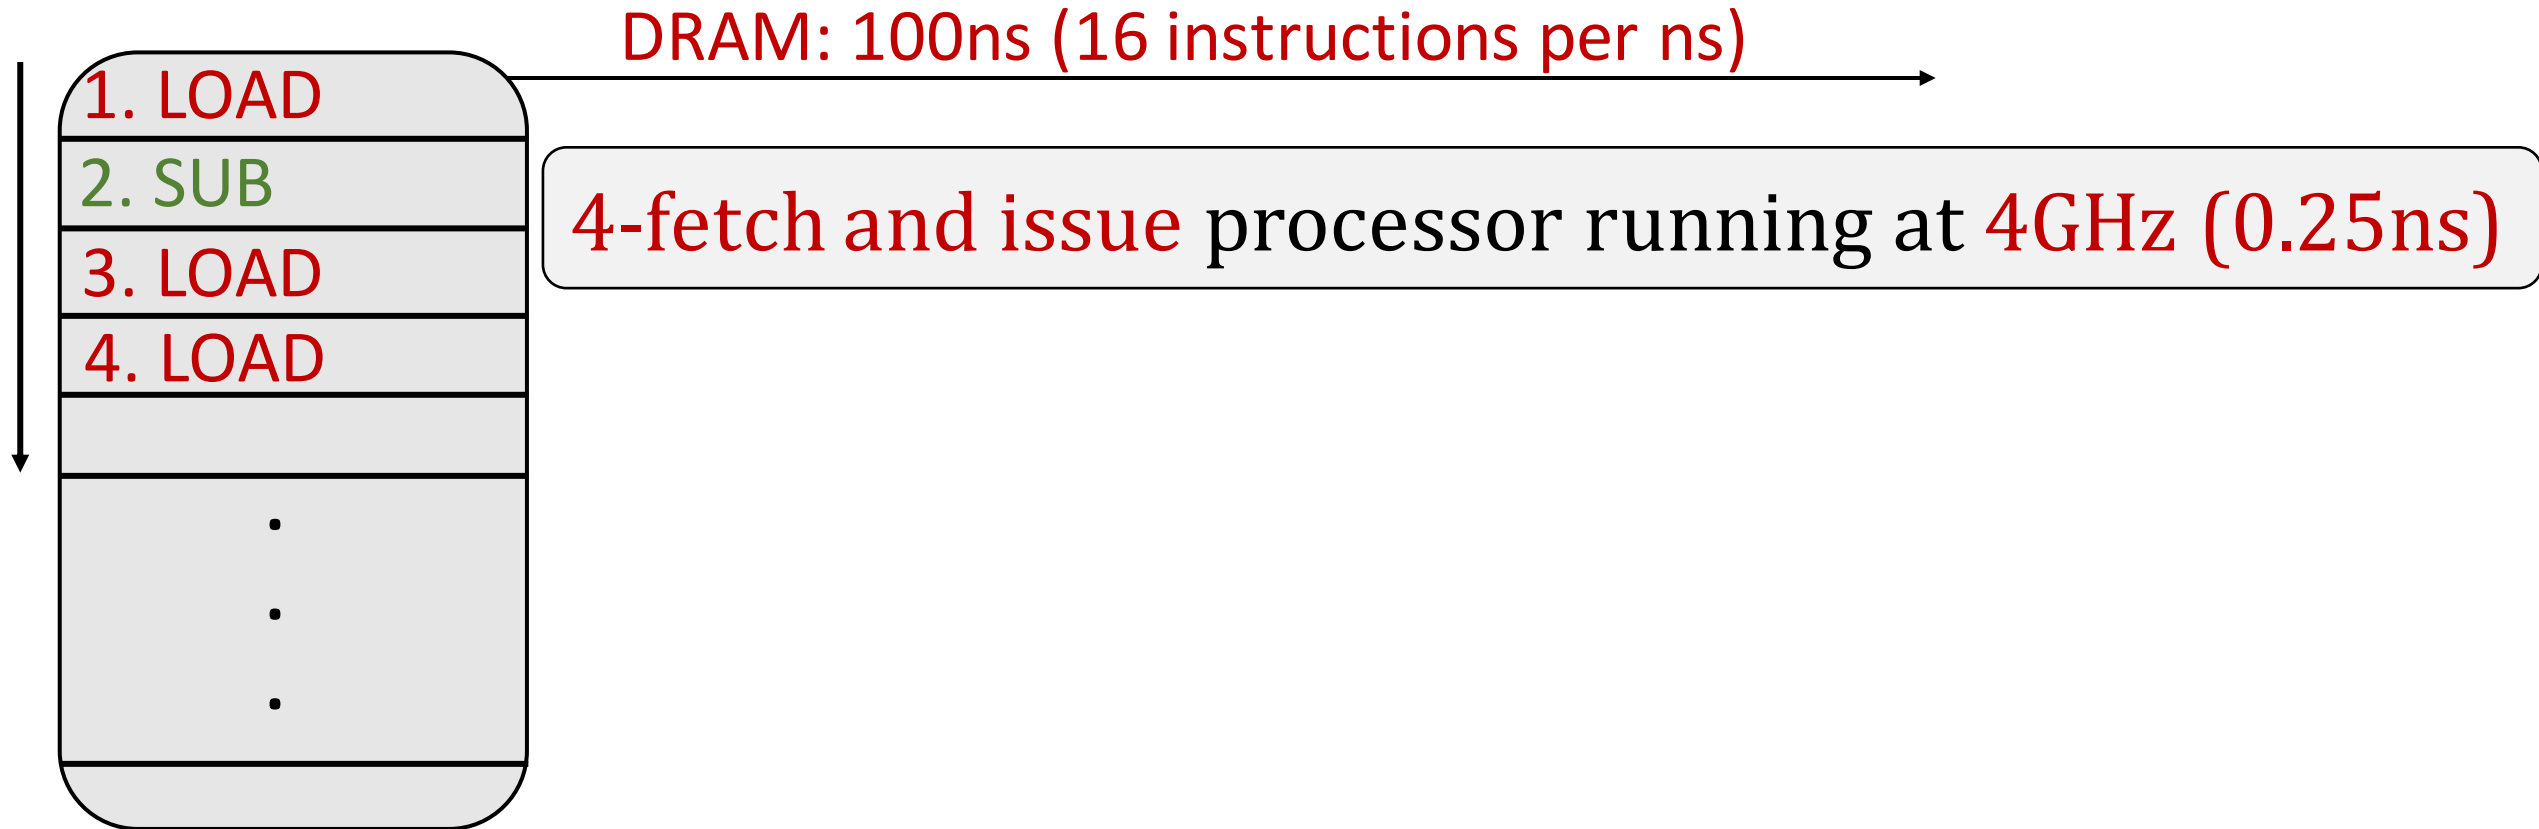 DRAM: 100ns (16 instructions per ns)
1. LOAD
2. SUB
4-fetch and issue processor running at 4GHz (0.25ns)
3. LOAD
4. LOAD
.
.
.